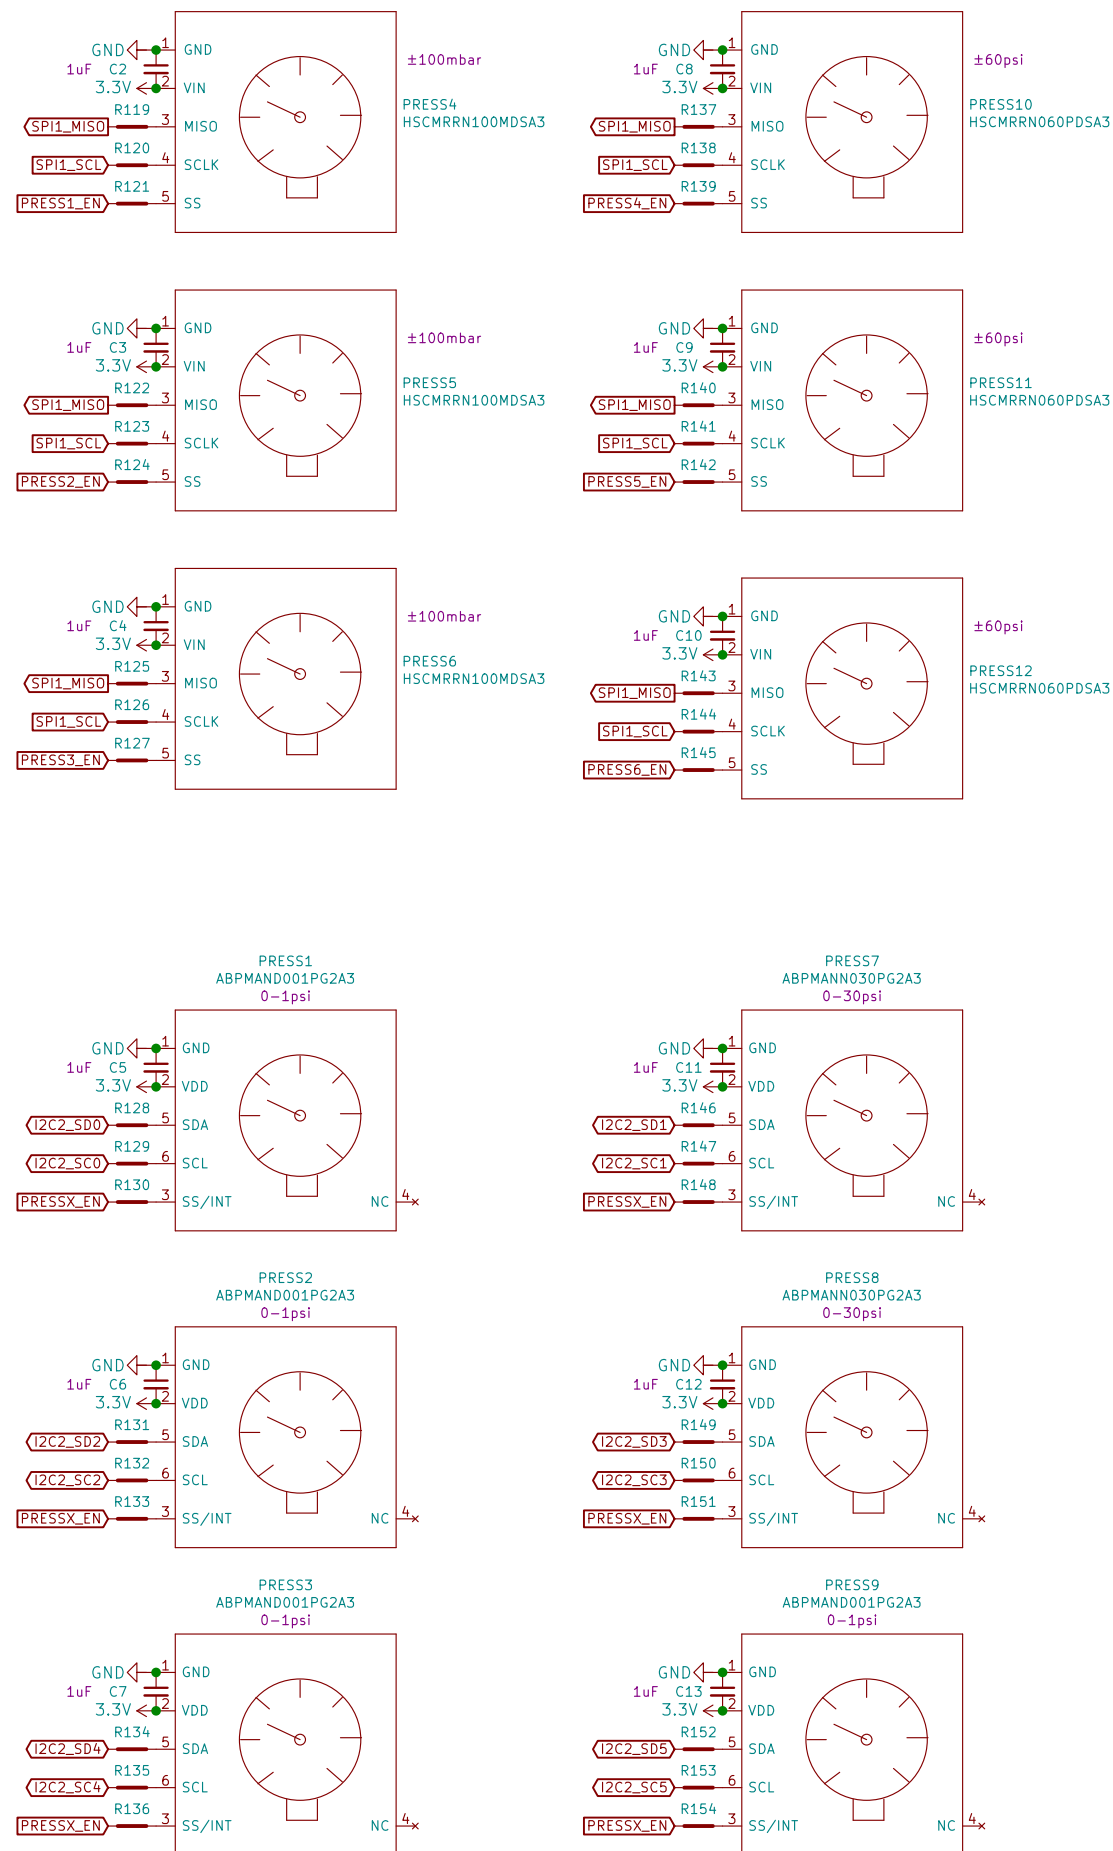 GND 1 GND
1uF C2
3.3V 2 VIN
R119
SPI1_MISO 3 MISO
R120
SPI1_SCL 4 SCLK
R121
PRESS1_EN 5 SS
±100mbar
PRESS4
HSCMRRN100MDSA3
GND 1 GND
1uF C8
3.3V 2 VIN
R137
SPI1_MISO 3 MISO
R138
SPI1_SCL 4 SCLK
R139
PRESS4_EN 5 SS
±60psi
PRESS10
HSCMRRN060PDSA3
GND 1 GND
1uF C3
3.3V 2 VIN
R122
SPI1_MISO 3 MISO
R123
SPI1_SCL 4 SCLK
R124
PRESS2_EN 5 SS
±100mbar
PRESS5
HSCMRRN100MDSA3
GND 1 GND
1uF C9
3.3V 2 VIN
R140
SPI1_MISO 3 MISO
R141
SPI1_SCL 4 SCLK
R142
PRESS5_EN 5 SS
±60psi
PRESS11
HSCMRRN060PDSA3
GND 1 GND
1uF C4
3.3V 2 VIN
R125
SPI1_MISO 3 MISO
R126
SPI1_SCL 4 SCLK
R127
PRESS3_EN 5 SS
±100mbar
PRESS6
HSCMRRN100MDSA3
GND 1 GND
1uF C10
3.3V 2 VIN
R143
SPI1_MISO 3 MISO
R144
SPI1_SCL 4 SCLK
R145
PRESS6_EN 5 SS
±60psi
PRESS12
HSCMRRN060PDSA3
PRESS1
ABPMAND001PG2A3
0-1psi
GND 1 GND
1uF C5
3.3V 2 VDD
R128
I2C2_SD0 5 SDA
R129
I2C2_SC0 6 SCL
R130
PRESSX_EN 3 SS/INT NC 4
PRESS7
ABPMANN030PG2A3
0-30psi
GND 1 GND
1uF C11
3.3V 2 VDD
R146
I2C2_SD1 5 SDA
R147
I2C2_SC1 6 SCL
R148
PRESSX_EN 3 SS/INT NC 4
PRESS2
ABPMAND001PG2A3
0-1psi
GND 1 GND
1uF C6
3.3V 2 VDD
R131
I2C2_SD2 5 SDA
R132
I2C2_SC2 6 SCL
R133
PRESSX_EN 3 SS/INT NC 4
PRESS8
ABPMANN030PG2A3
0-30psi
GND 1 GND
1uF C12
3.3V 2 VDD
R149
I2C2_SD3 5 SDA
R150
I2C2_SC3 6 SCL
R151
PRESSX_EN 3 SS/INT NC 4
PRESS3
ABPMAND001PG2A3
0-1psi
GND 1 GND
1uF C7
3.3V 2 VDD
R134
I2C2_SD4 5 SDA
R135
I2C2_SC4 6 SCL
R136
PRESSX_EN 3 SS/INT NC 4
PRESS9
ABPMAND001PG2A3
0-1psi
GND 1 GND
1uF C13
3.3V 2 VDD
R152
I2C2_SD5 5 SDA
R153
I2C2_SC5 6 SCL
R154
PRESSX_EN 3 SS/INT NC 4